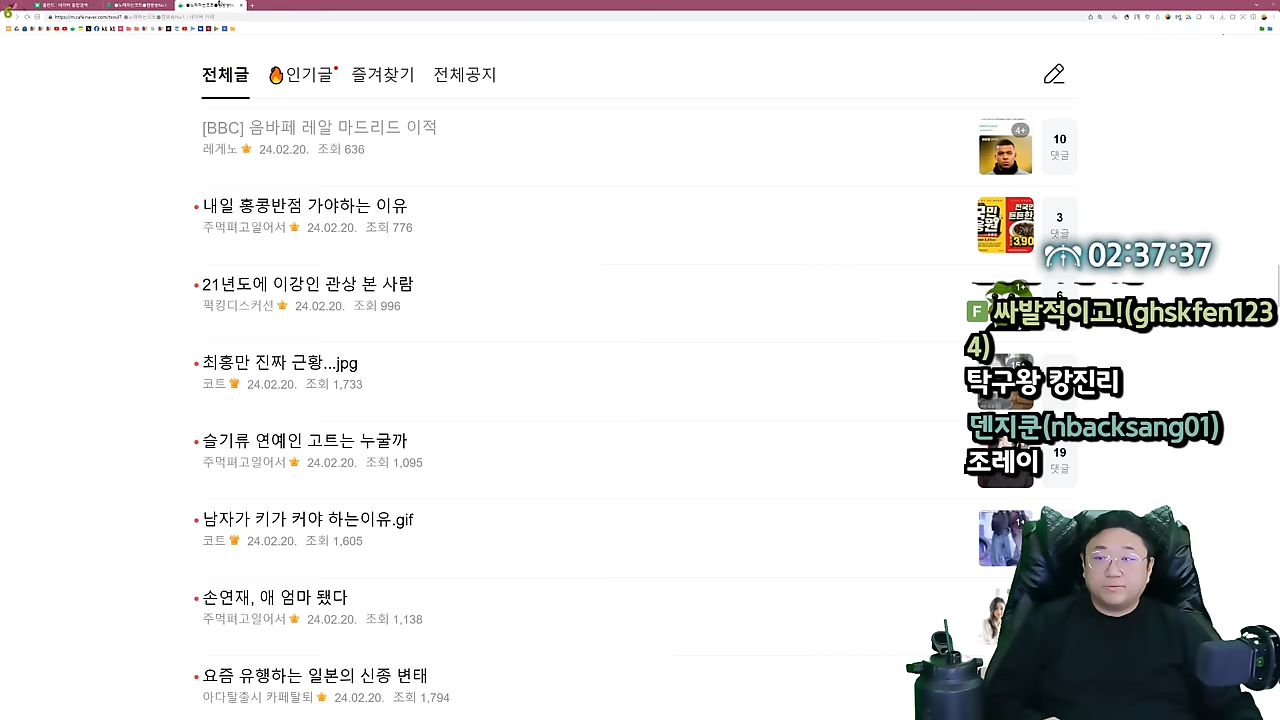 https://m.cafe.naver.com/tsoul7
전체글
인기글
즐겨찾기
전체공지
[BBC] 음바페 레알 마드리드 이적
레게노 24.02.20. 조회 636
4+
10
댓글
내일 홍콩반점 가야하는 이유
주먹펴고일어서 24.02.20. 조회 776
3
댓글
02:37:37
21년도에 이강인 관상 본 사람
퍽킹디스커션 24.02.20. 조회 996
1+
F 싸발적이고!(ghskfen123
4)
최홍만 진짜 근황...jpg
코트 24.02.20. 조회 1,733
15+
탁구왕 캉진리
덴지쿤(nbacksang01)
슬기류 연예인 고트는 누굴까
주먹펴고일어서 24.02.20. 조회 1,095
조레이
19
댓글
남자가 키가 커야 하는이유.gif
코트 24.02.20. 조회 1,605
손연재, 애 엄마 됐다
주먹펴고일어서 24.02.20. 조회 1,138
요즘 유행하는 일본의 신종 변태
아다탈출시 카페탈퇴 24.02.20. 조회 1,794